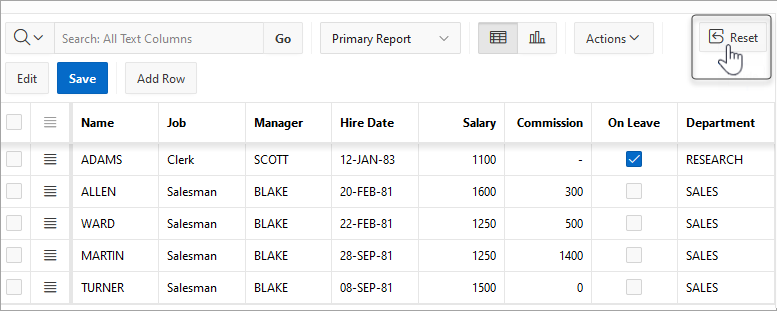 Search: All Text Columns Go Primary Report Actions Reset
Edit Save Add Row
Name Job Manager Hire Date Salary Commission On Leave Department
ADAMS Clerk SCOTT 12-JAN-83 1100 - RESEARCH
ALLEN Salesman BLAKE 20-FEB-81 1600 300 SALES
WARD Salesman BLAKE 22-FEB-81 1250 500 SALES
MARTIN Salesman BLAKE 28-SEP-81 1250 1400 SALES
TURNER Salesman BLAKE 08-SEP-81 1500 0 SALES